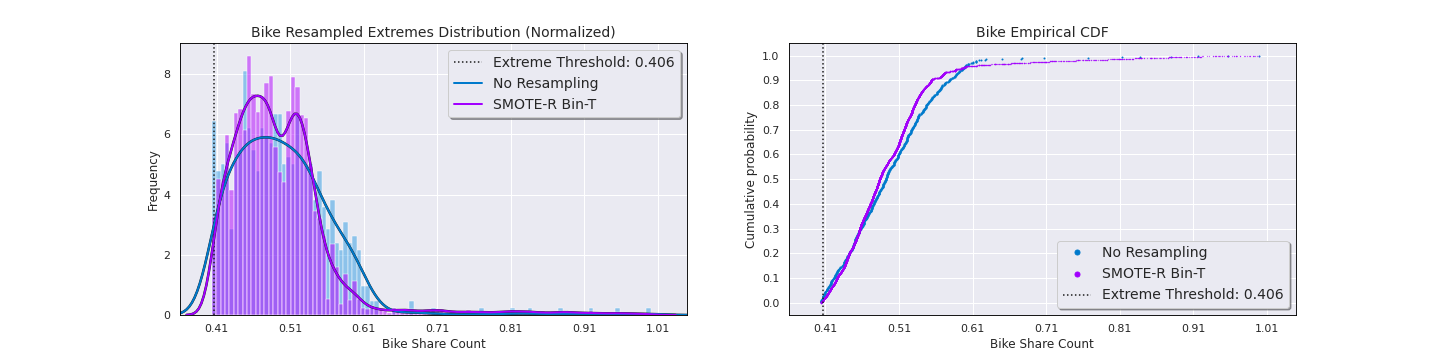 Bike Resampled Extremes Distribution (Normalized)
Frequency
8
6
4
2
0
Extreme Threshold: 0.406
No Resampling
SMOTE-R Bin-T
0.41 0.51 0.61 0.71 0.81 0.91 1.01
Bike Share Count
Bike Empirical CDF
Cumulative probability
1.0
0.9
0.8
0.7
0.6
0.5
0.4
0.3
0.2
0.1
0.0
No Resampling
SMOTE-R Bin-T
Extreme Threshold: 0.406
0.41 0.51 0.61 0.71 0.81 0.91 1.01
Bike Share Count